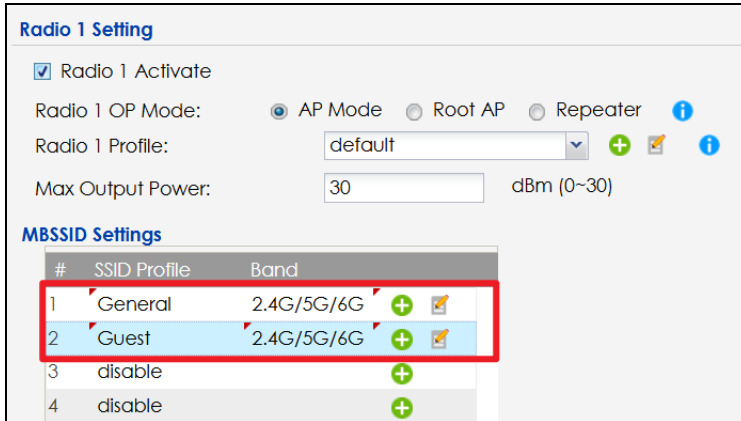 Radio 1 Setting
Radio 1 Activate
Radio 1 OP Mode: AP Mode Root AP Repeater
Radio 1 Profile: default
Max Output Power: 30 dBm (0~30)
MBSSID Settings
# SSID Profile Band
1 General 2.4G/5G/6G
2 Guest 2.4G/5G/6G
3 disable
4 disable